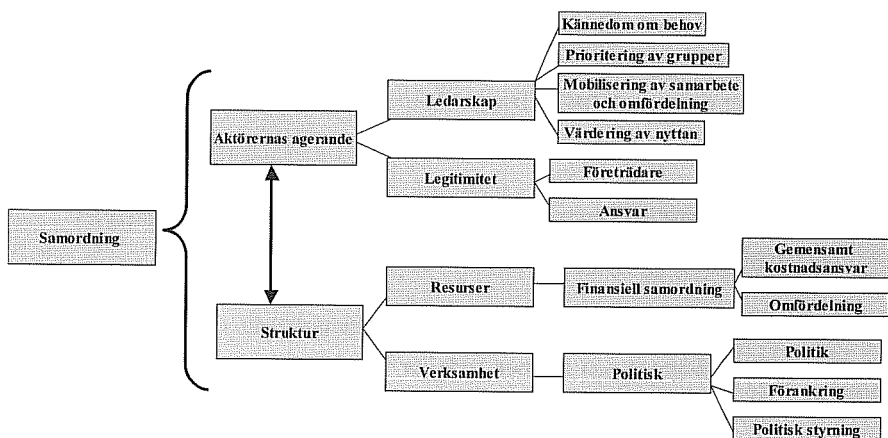 Kännedom om behov
Prioritering av grupper
Mobilisering av samarbete
och omfördelning
Värdering av nyttan
Ledarskap
Aktörernas agerande
Legitimitet
Företrädare
Ansvar
Samordning
Gemensamt
kostnadsansvar
Resurser
Finansiell samordning
Omfördelning
Struktur
Verksamhet
Politisk
Politik
Förankring
Politisk styrning